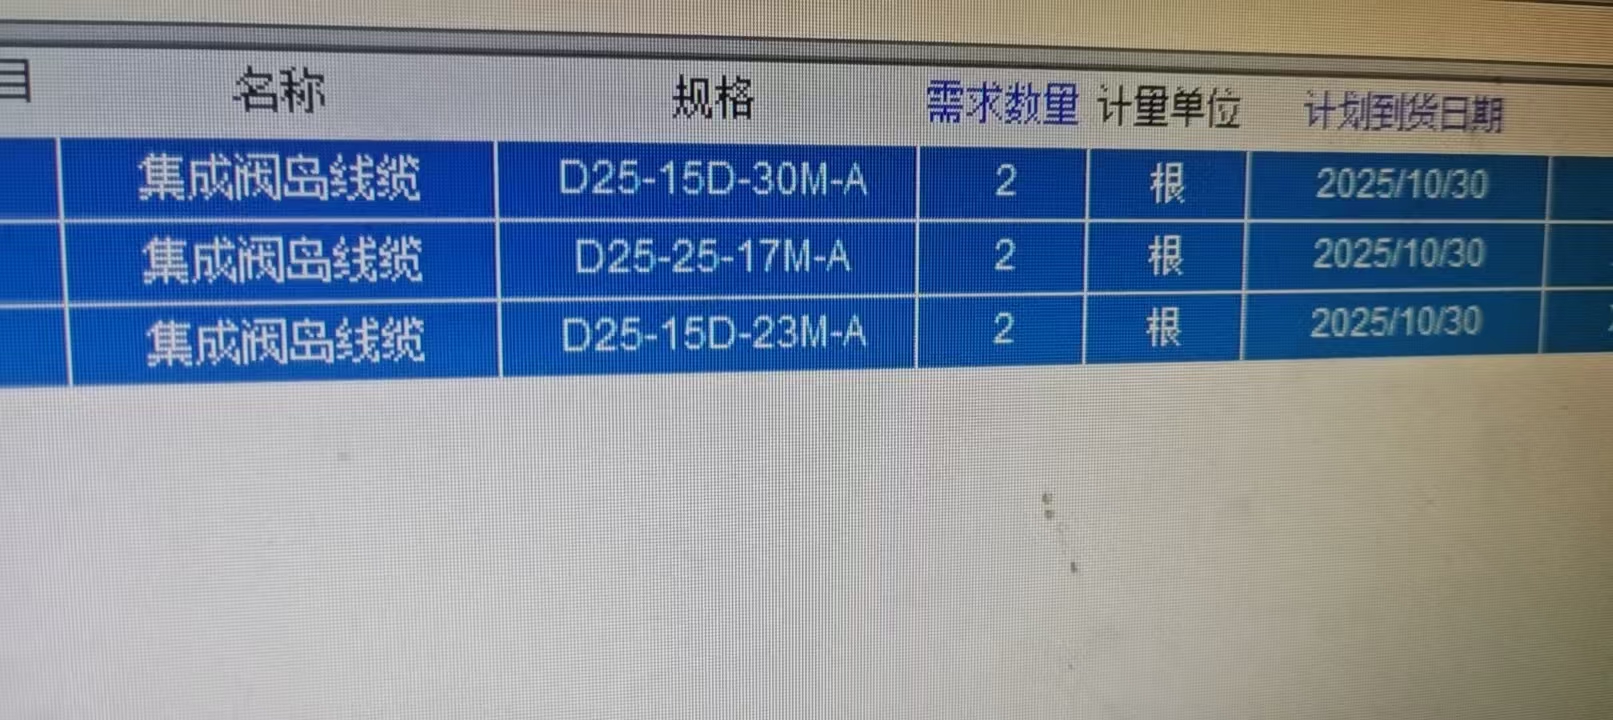 目 名称 规格 需求数量 计量单位 计划到货日期
集成阀岛线缆 D25-15D-30M-A 2 根 2025/10/30
集成阀岛线缆 D25-25-17M-A 2 根 2025/10/30
集成阀岛线缆 D25-15D-23M-A 2 根 2025/10/30